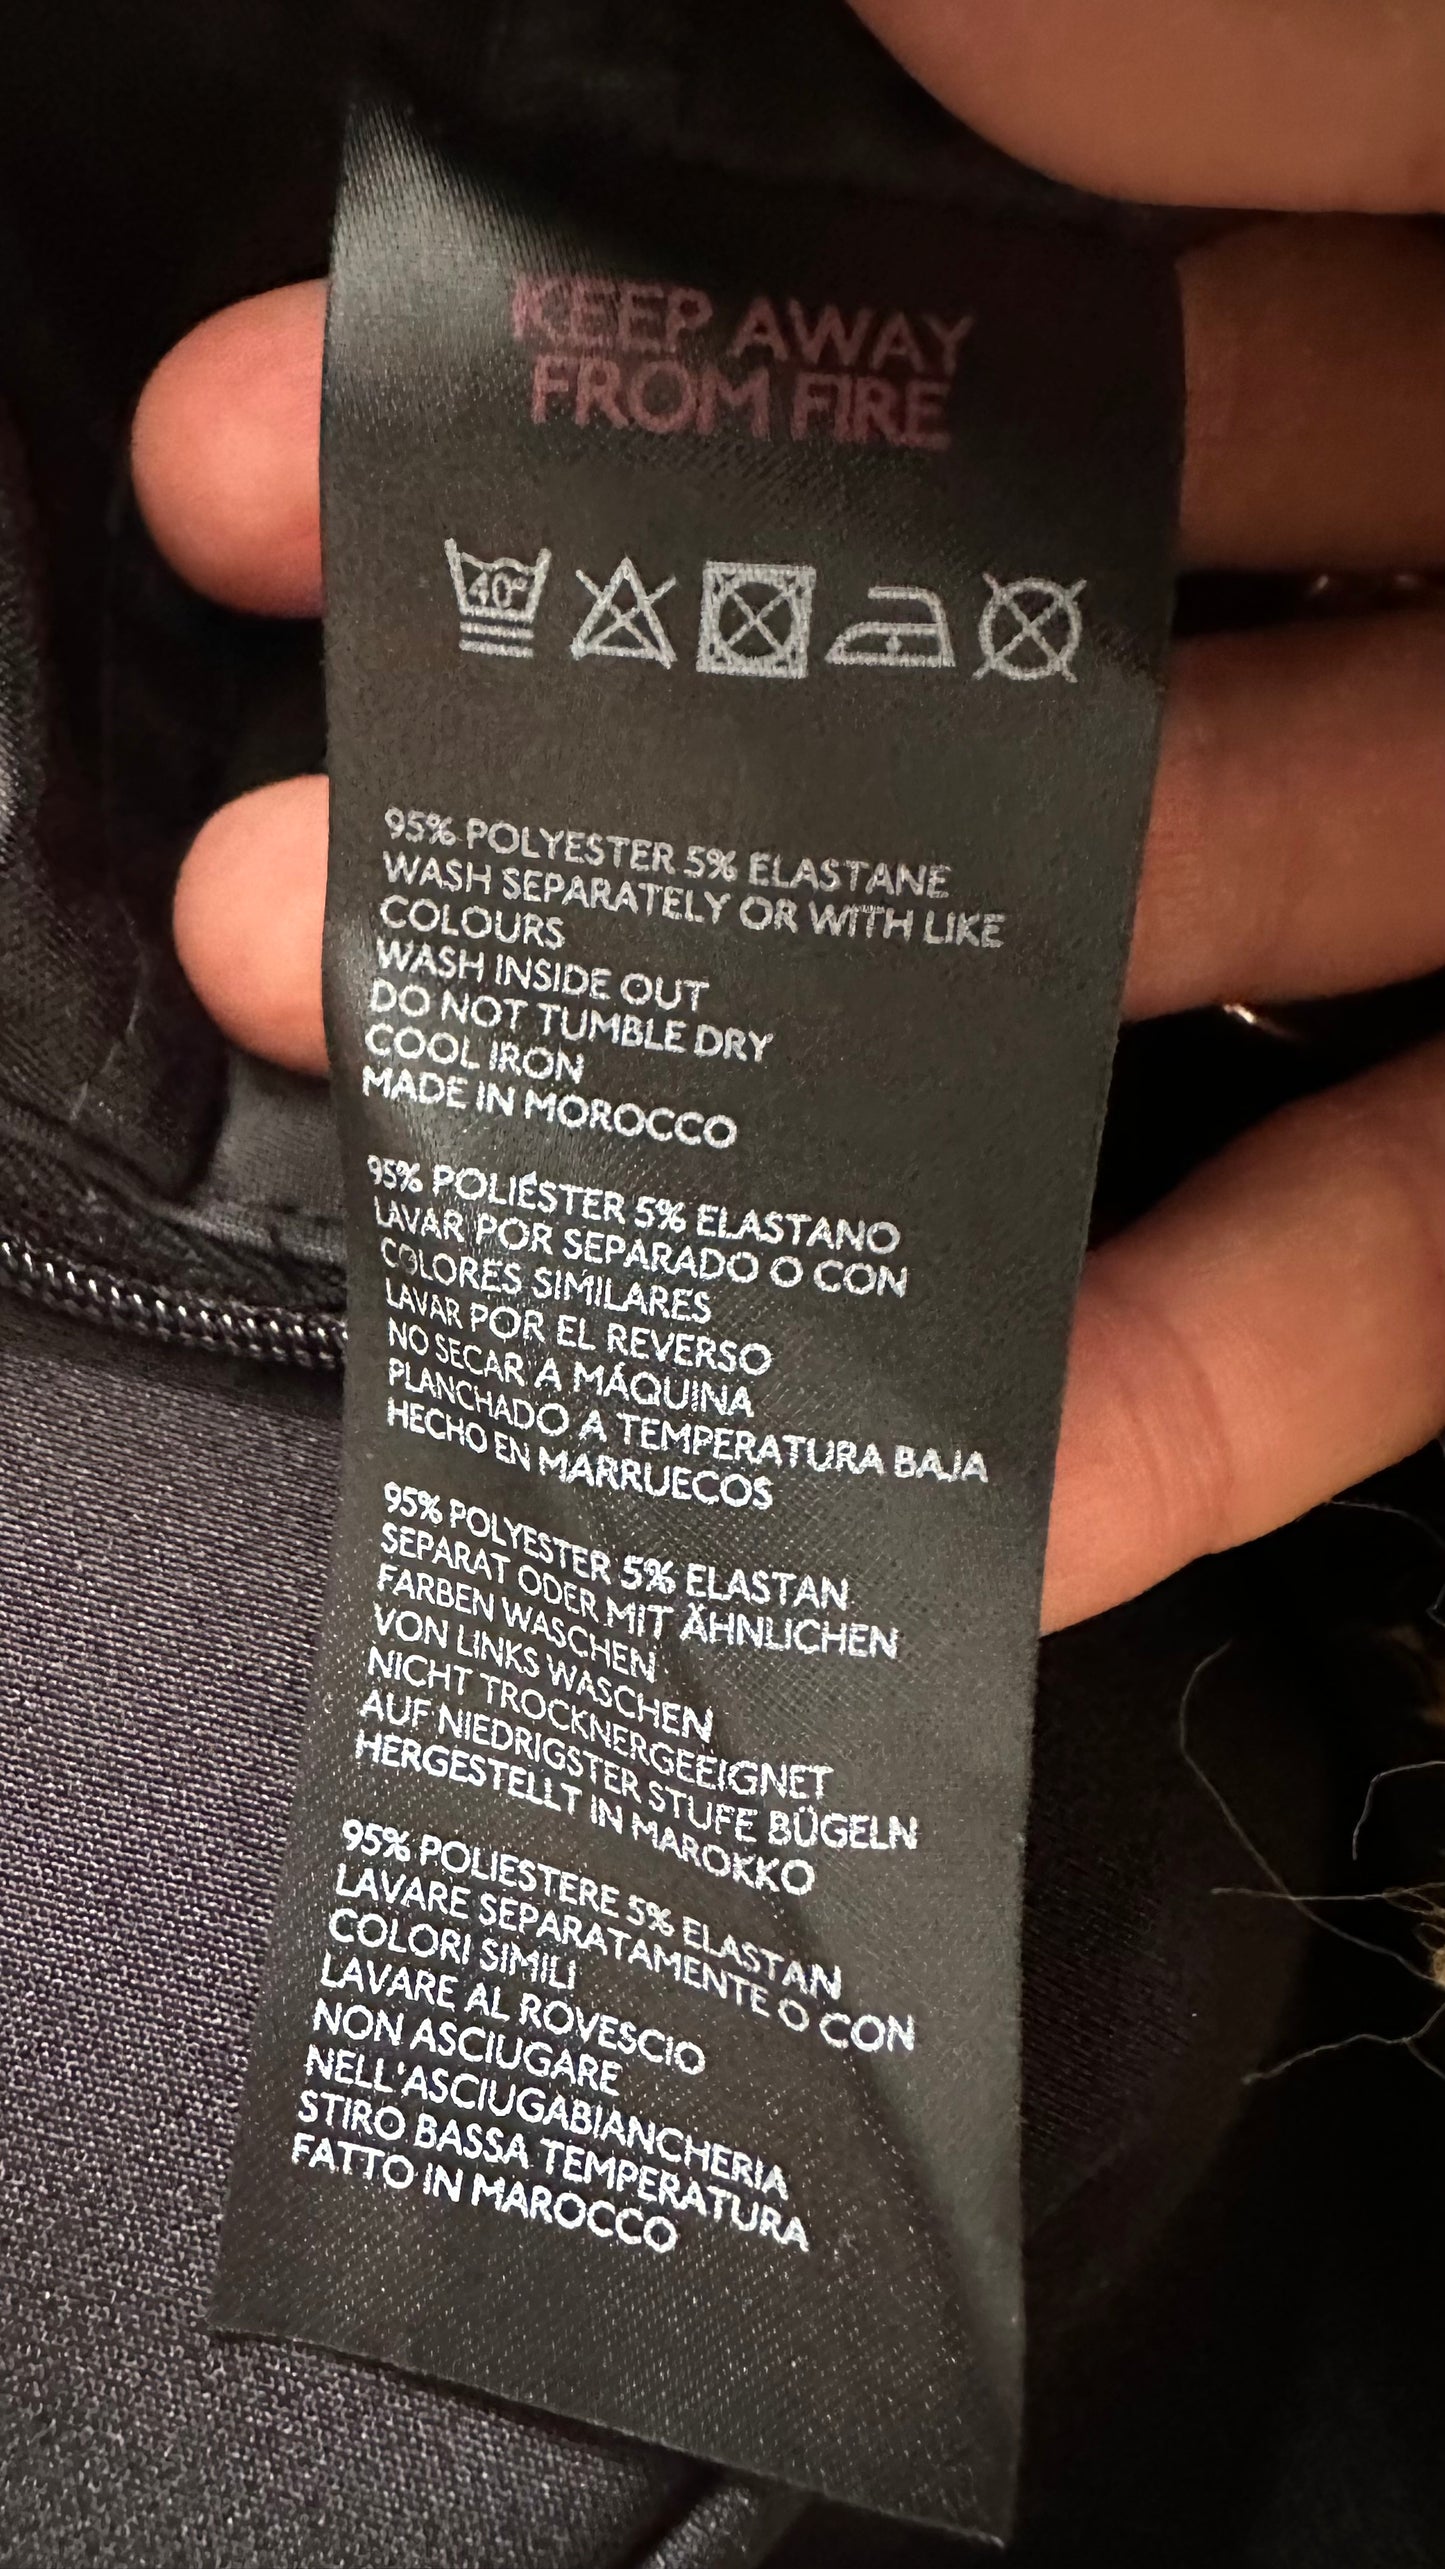 KEEP AWAY
FROM FIRE
40°
95% POLYESTER 5% ELASTANE
WASH SEPARATELY OR WITH LIKE
COLOURS
WASH INSIDE OUT
DO NOT TUMBLE DRY
COOL IRON
MADE IN MOROCCO
95% POLIÉSTER 5% ELASTANO
LAVAR POR SEPARADO O CON
COLORES SIMILARES
LAVAR POR EL REVERSO
NO SECAR A MÁQUINA
PLANCHADO A TEMPERATURA BAJA
HECHO EN MARRUECOS
95% POLYESTER 5% ELASTAN
SEPARAT ODER MIT ÄHNLICHEN
FARBEN WASCHEN
VON LINKS WASCHEN
NICHT TROCKNERGEEIGNET
AUF NIEDRIGSTER STUFE BÜGELN
HERGESTELLT IN MAROKKO
95% POLIESTERE 5% ELASTAN
LAVARE SEPARATAMENTE O CON
COLORI SIMILI
LAVARE AL ROVESCIO
NON ASCIUGARE
NELL'ASCIUGABIANCHERIA
STIRO BASSA TEMPERATURA
FATTO IN MAROCCO